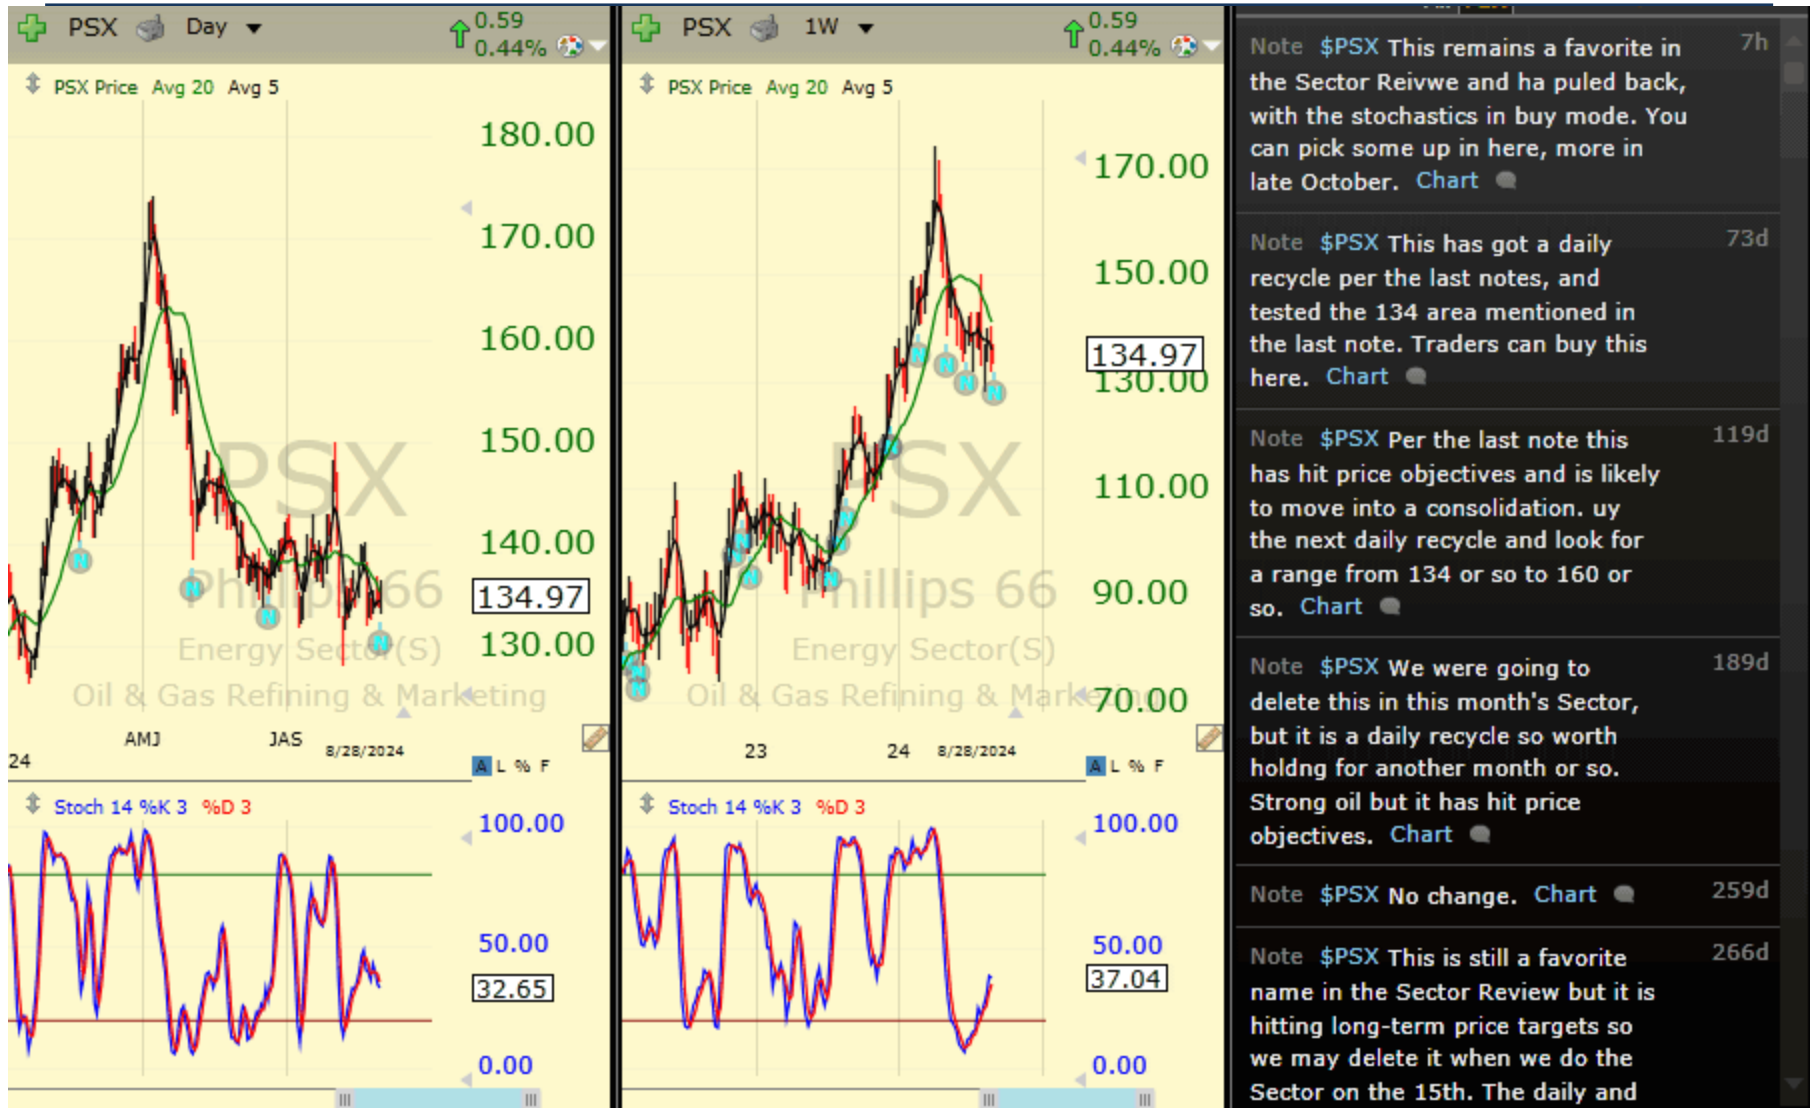 PSX Day 0.59
0.44%
PSX Price Avg 20 Avg 5
180.00
170.00
160.00
150.00
140.00
134.97
130.00
PSX
Phillips 66
Energy Sector(S)
Oil & Gas Refining & Marketing
24 AMJ JAS 8/28/2024
A L % F
Stoch 14 %K 3 %D 3
100.00
50.00
32.65
0.00
N
N
N
N
PSX 1W 0.59
0.44%
PSX Price Avg 20 Avg 5
170.00
150.00
134.97
130.00
110.00
90.00
70.00
PSX
Phillips 66
Energy Sector(S)
Oil & Gas Refining & Marketing
23 24 8/28/2024
A L % F
Stoch 14 %K 3 %D 3
100.00
50.00
37.04
0.00
N
N
N
N
N
N
N
N
N
N
N
N
Note $PSX This remains a favorite in 7h
the Sector Reivwe and ha puled back,
with the stochastics in buy mode. You
can pick some up in here, more in
late October. Chart
Note $PSX This has got a daily 73d
recycle per the last notes, and
tested the 134 area mentioned in
the last note. Traders can buy this
here. Chart
Note $PSX Per the last note this 119d
has hit price objectives and is likely
to move into a consolidation. uy
the next daily recycle and look for
a range from 134 or so to 160 or
so. Chart
Note $PSX We were going to 189d
delete this in this month's Sector,
but it is a daily recycle so worth
holdng for another month or so.
Strong oil but it has hit price
objectives. Chart
Note $PSX No change. Chart 259d
Note $PSX This is still a favorite 266d
name in the Sector Review but it is
hitting long-term price targets so
we may delete it when we do the
Sector on the 15th. The daily and